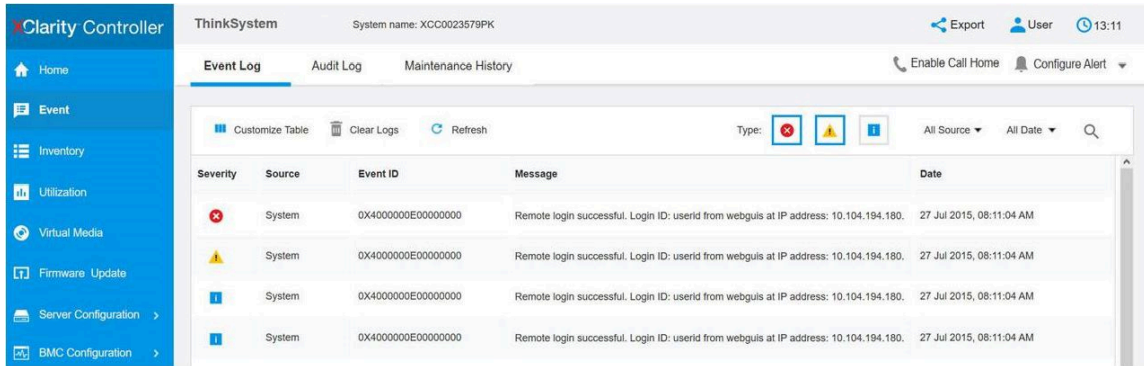 XClarity Controller
ThinkSystem System name: XCC0023579PK Export User 13:11
Home
Event Log Audit Log Maintenance History Enable Call Home Configure Alert
Event
Customize Table Clear Logs Refresh Type: All Source All Date
Inventory
Severity Source Event ID Message Date
Utilization
System 0X4000000E00000000 Remote login successful. Login ID: userid from webguis at IP address: 10.104.194.180. 27 Jul 2015, 08:11:04 AM
Virtual Media
System 0X4000000E00000000 Remote login successful. Login ID: userid from webguis at IP address: 10.104.194.180. 27 Jul 2015, 08:11:04 AM
Firmware Update
System 0X4000000E00000000 Remote login successful. Login ID: userid from webguis at IP address: 10.104.194.180. 27 Jul 2015, 08:11:04 AM
Server Configuration
System 0X4000000E00000000 Remote login successful. Login ID: userid from webguis at IP address: 10.104.194.180. 27 Jul 2015, 08:11:04 AM
BMC Configuration